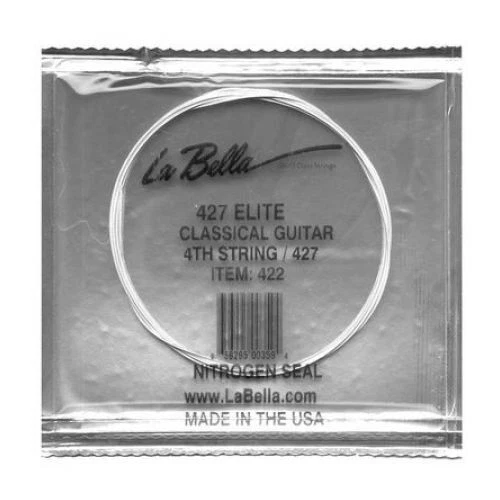 La Bella
427 ELITE
CLASSICAL GUITAR
4TH STRING / 427
ITEM: 422
NITROGEN SEAL
www.LaBella.com
MADE IN THE USA